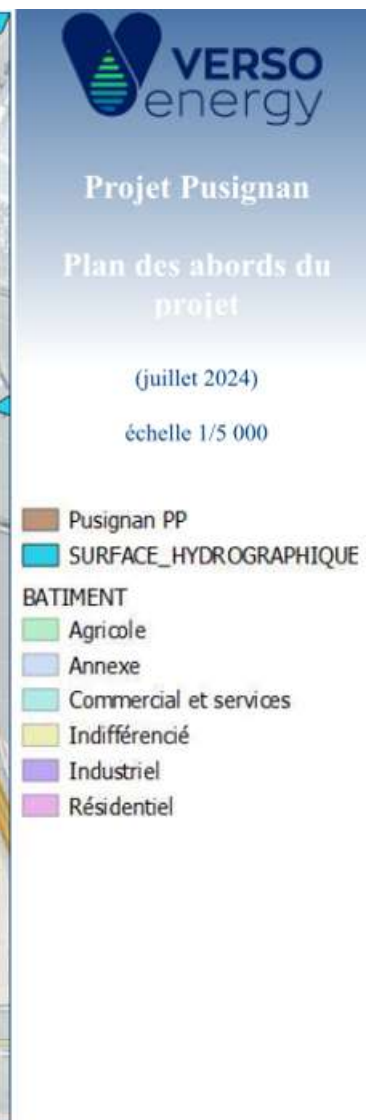 VERSO
energy
Projet Pusignan
Plan des abords du
projet
(juillet 2024)
échelle 1/5 000
Pusignan PP
SURFACE_HYDROGRAPHIQUE
BATIMENT
Agricole
Annexe
Commercial et services
Indifférencié
Industriel
Résidentiel